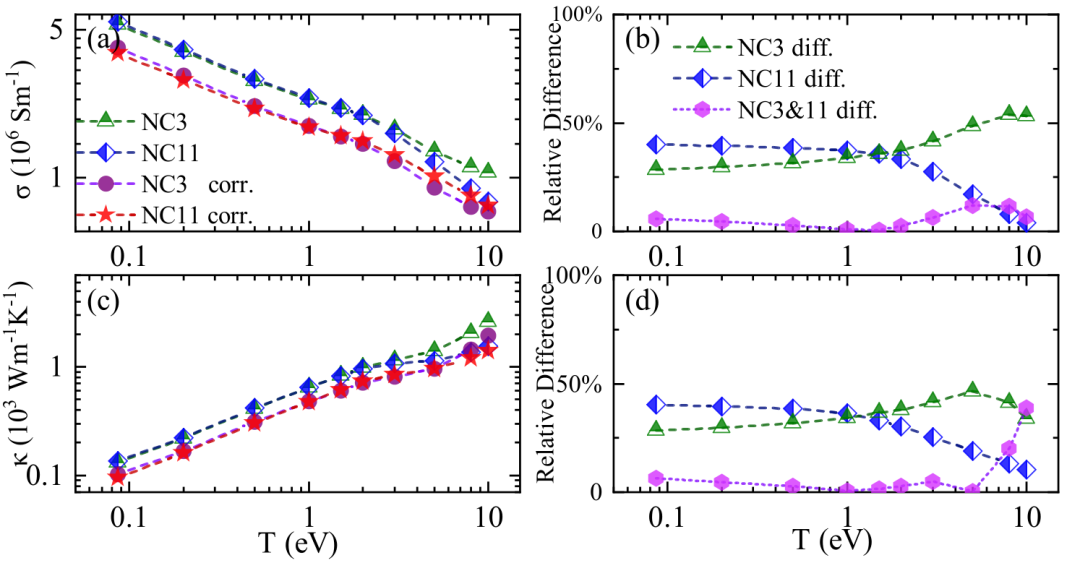 (a)
σ (10⁶ Sm⁻¹)
5
1
NC3
NC11
NC3 corr.
NC11 corr.
0.1 1 10
(b)
Relative Difference
100%
50%
0
NC3 diff.
NC11 diff.
NC3&11 diff.
0.1 1 10
(c)
κ (10³ Wm⁻¹K⁻¹)
1
0.1
0.1 1 10
T (eV)
(d)
Relative Difference
100%
50%
0
0.1 1 10
T (eV)